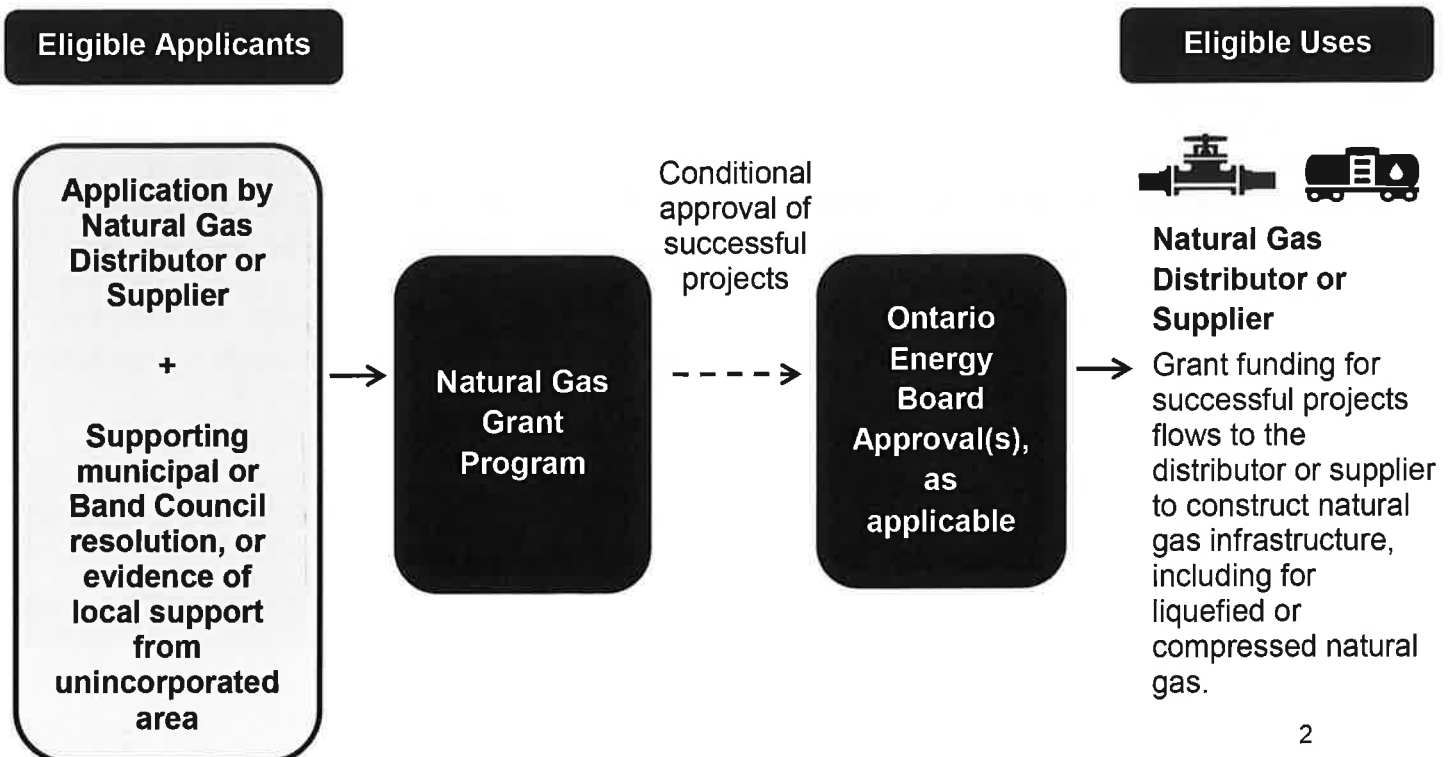 Eligible Applicants
Eligible Uses
Application by
Natural Gas
Distributor or
Supplier
+
Supporting
municipal or
Band Council
resolution, or
evidence of
local support
from
unincorporated
area
Natural Gas
Grant
Program
Conditional
approval of
successful
projects
Ontario
Energy
Board
Approval(s),
as
applicable
Natural Gas
Distributor or
Supplier
Grant funding for
successful projects
flows to the
distributor or supplier
to construct natural
gas infrastructure,
including for
liquefied or
compressed natural
gas.
2